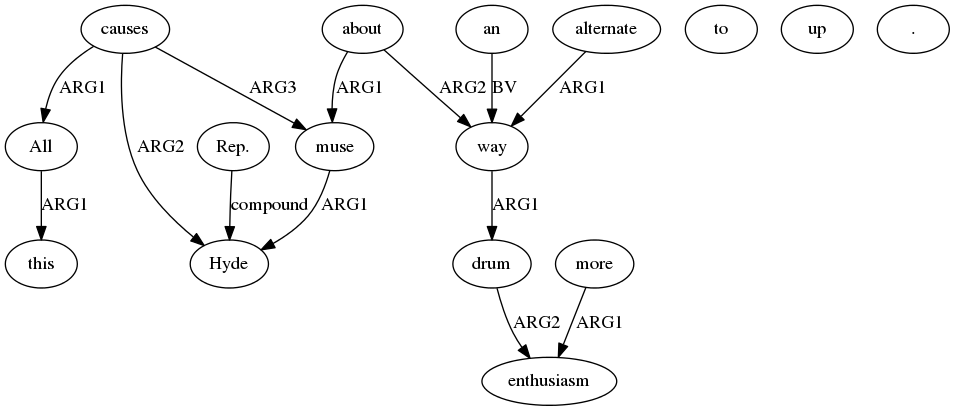 causes about an alternate to up .
ARG1 ARG3 ARG1 ARG2 BV ARG1
All ARG2 Rep. muse way
ARG1 compound ARG1 ARG1
this Hyde drum more
ARG2 ARG1
enthusiasm